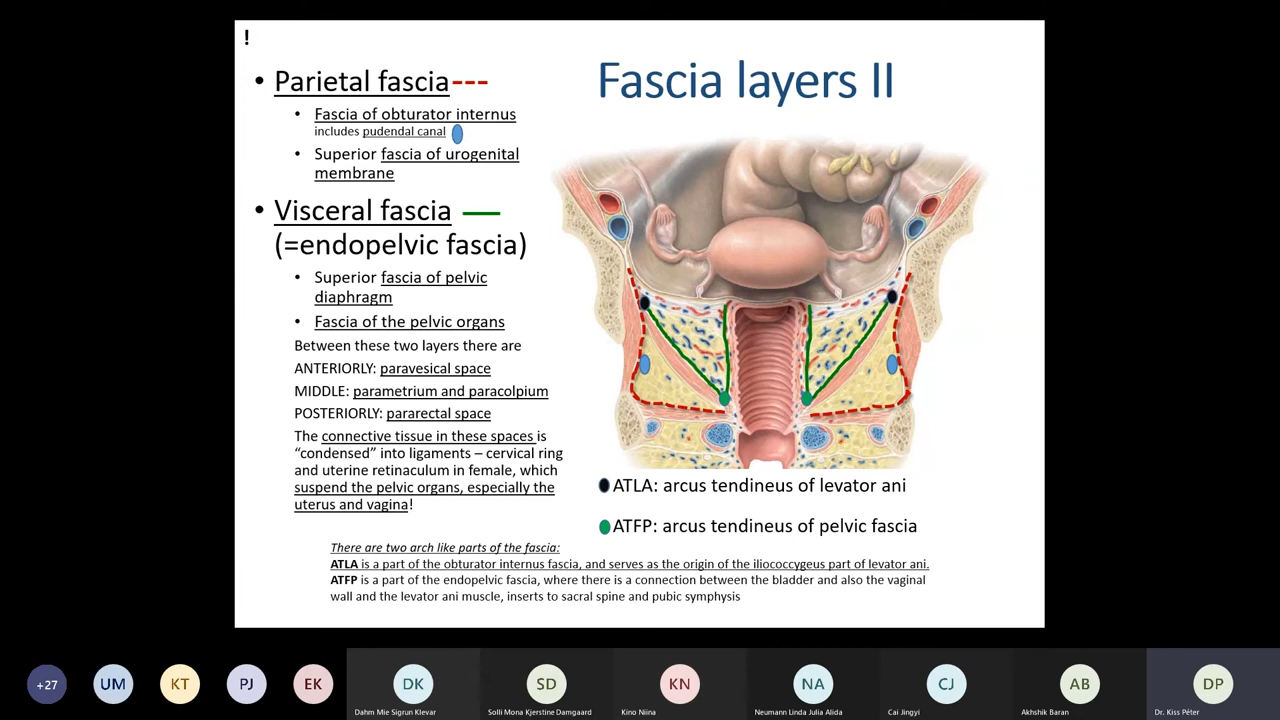 !
• Parietal fascia---
• Fascia of obturator internus
includes pudendal canal
• Superior fascia of urogenital
membrane
• Visceral fascia
(=endopelvic fascia)
• Superior fascia of pelvic
diaphragm
• Fascia of the pelvic organs
Between these two layers there are
ANTERIORLY: paravesical space
MIDDLE: parametrium and paracolpium
POSTERIORLY: pararectal space
The connective tissue in these spaces is
“condensed” into ligaments – cervical ring
and uterine retinaculum in female, which
suspend the pelvic organs, especially the
uterus and vagina!
Fascia layers II
ATLA: arcus tendineus of levator ani
ATFP: arcus tendineus of pelvic fascia
There are two arch like parts of the fascia:
ATLA is a part of the obturator internus fascia, and serves as the origin of the iliococcygeus part of levator ani.
ATFP is a part of the endopelvic fascia, where there is a connection between the bladder and also the vaginal
wall and the levator ani muscle, inserts to sacral spine and pubic symphysis
+27
UM
KT
PJ
EK
DK
Dahm Mie Sigrun Klevar
SD
Solli Mona Kjerstine Damgaard
KN
Kino Niina
NA
Neumann Linda Julia Alida
CJ
Cai Jingyi
AB
Akhshik Baran
DP
Dr. Kiss Péter